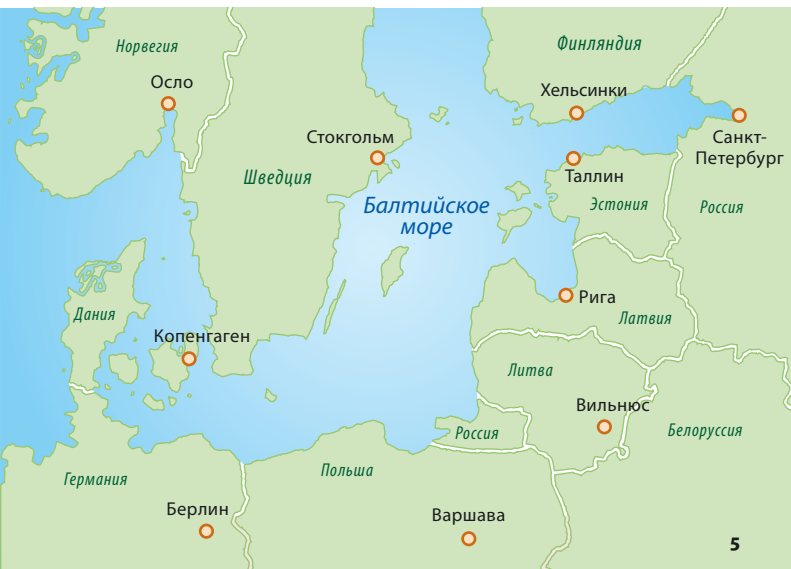 Норвегия
Финляндия
Осло
Хельсинки
Стокгольм
Санкт-
Петербург
Таллин
Шведция
Балтийское
море
Эстония
Россия
Рига
Дания
Латвия
Копенгаген
Литва
Вильнюс
Россия
Белоруссия
Германия
Польша
Берлин
Варшава
5